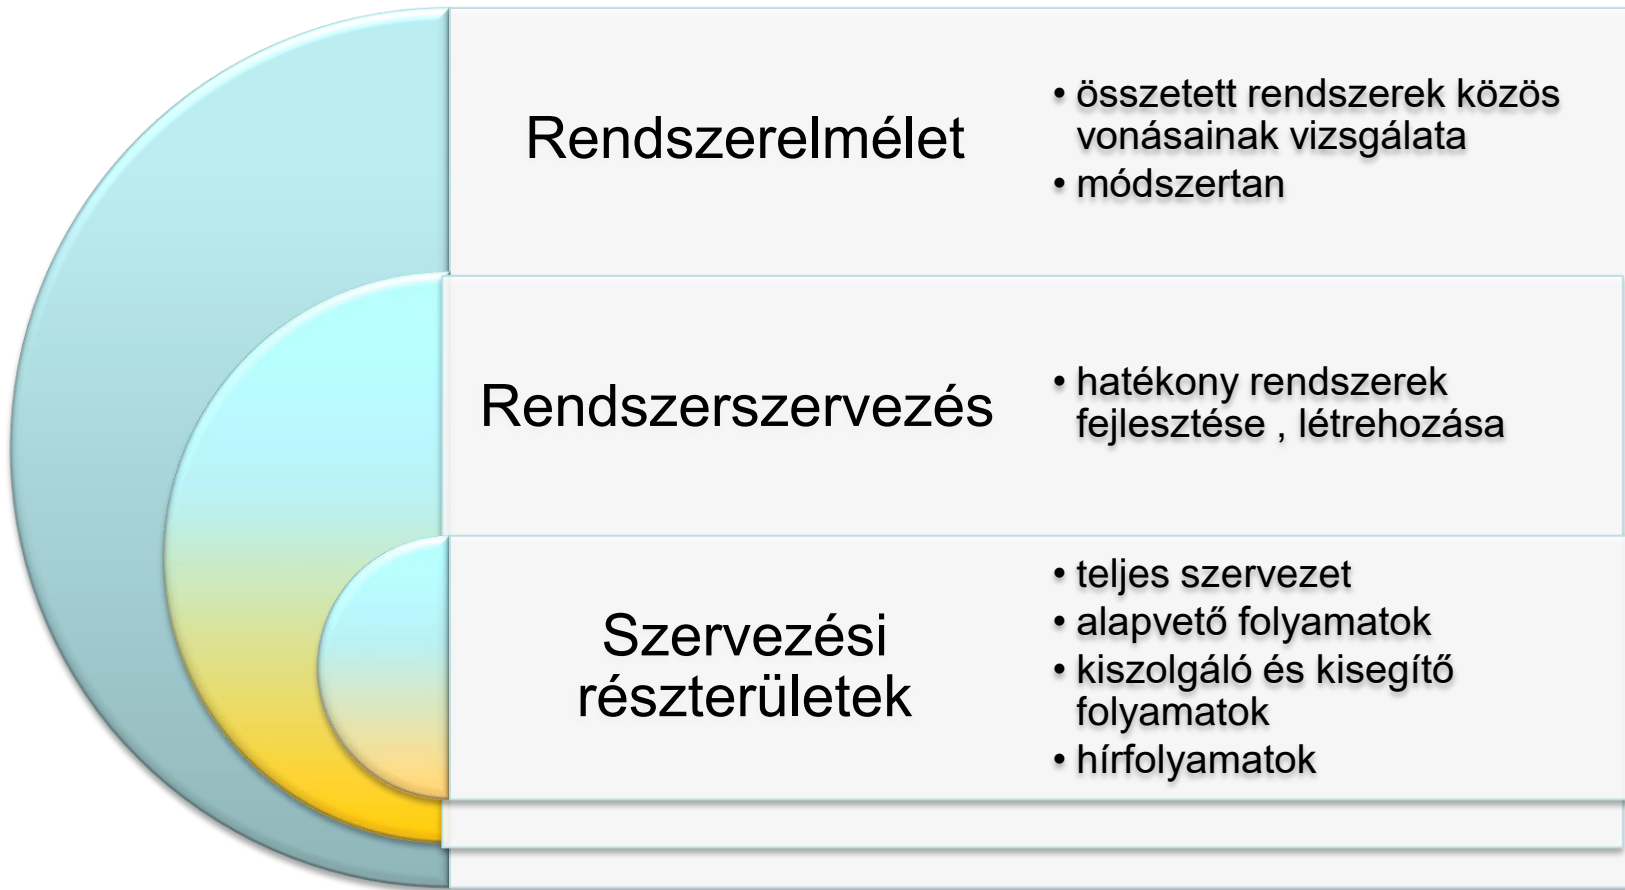 Rendszerelmélet
• összetett rendszerek közös
vonásainak vizsgálata
• módszertan
Rendszerszervezés
• hatékony rendszerek
fejlesztése , létrehozása
Szervezési
részterületek
• teljes szervezet
• alapvető folyamatok
• kiszolgáló és kisegítő
folyamatok
• hírfolyamatok